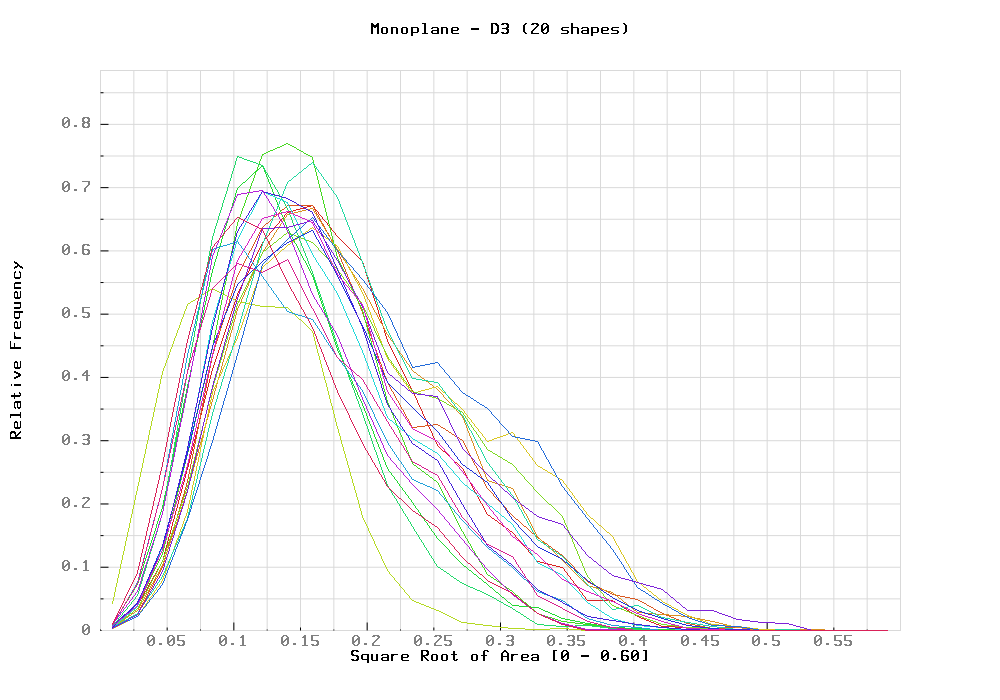 Monoplane - D3 (20 shapes)
Relative Frequency
0.8
0.7
0.6
0.5
0.4
0.3
0.2
0.1
0
0.05 0.1 0.15 0.2 0.25 0.3 0.35 0.4 0.45 0.5 0.55
Square Root of Area [0 - 0.60]